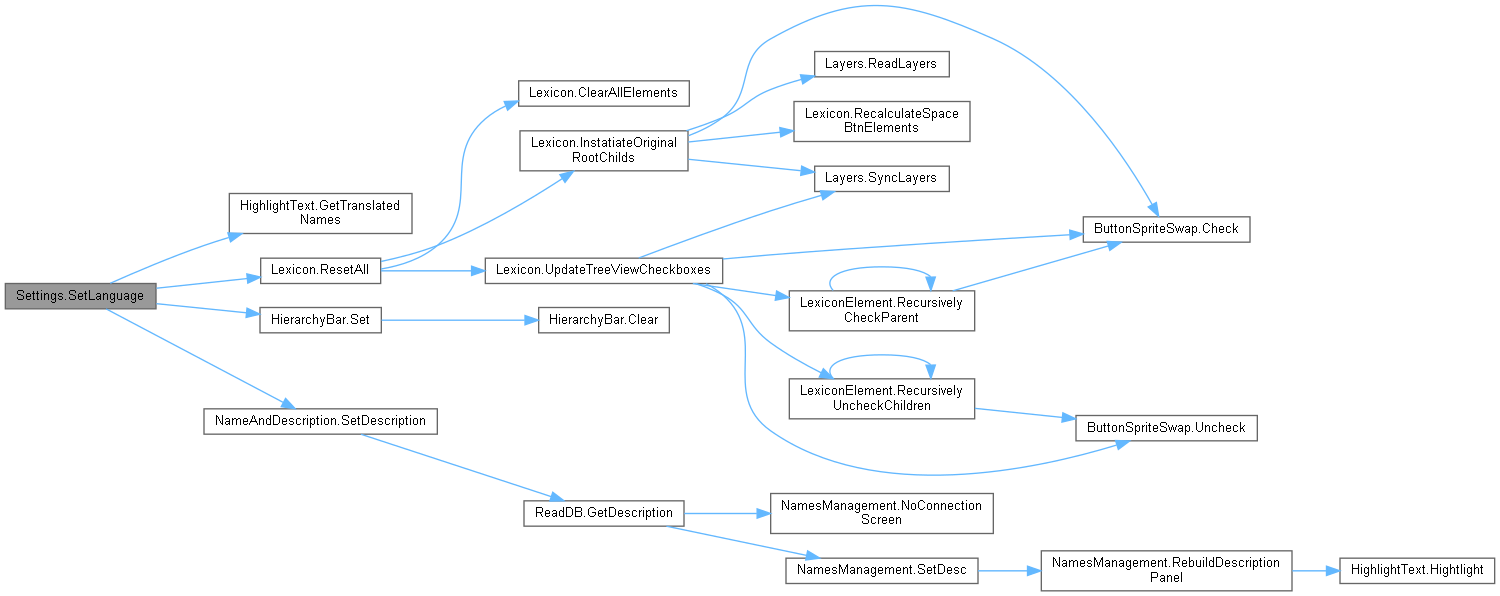 Settings.SetLanguage
HighlightText.GetTranslated
Names
Lexicon.ResetAll
HierarchyBar.Set
NameAndDescription.SetDescription
Lexicon.ClearAllElements
Lexicon.InstatiateOriginal
RootChilds
Lexicon.UpdateTreeViewCheckboxes
HierarchyBar.Clear
ReadDB.GetDescription
Layers.ReadLayers
Lexicon.RecalculateSpace
BtnElements
Layers.SyncLayers
LexiconElement.Recursively
CheckParent
LexiconElement.Recursively
UncheckChildren
NamesManagement.NoConnection
Screen
NamesManagement.SetDesc
ButtonSpriteSwap.Check
ButtonSpriteSwap.Uncheck
NamesManagement.RebuildDescription
Panel
HighlightText.Hightlight